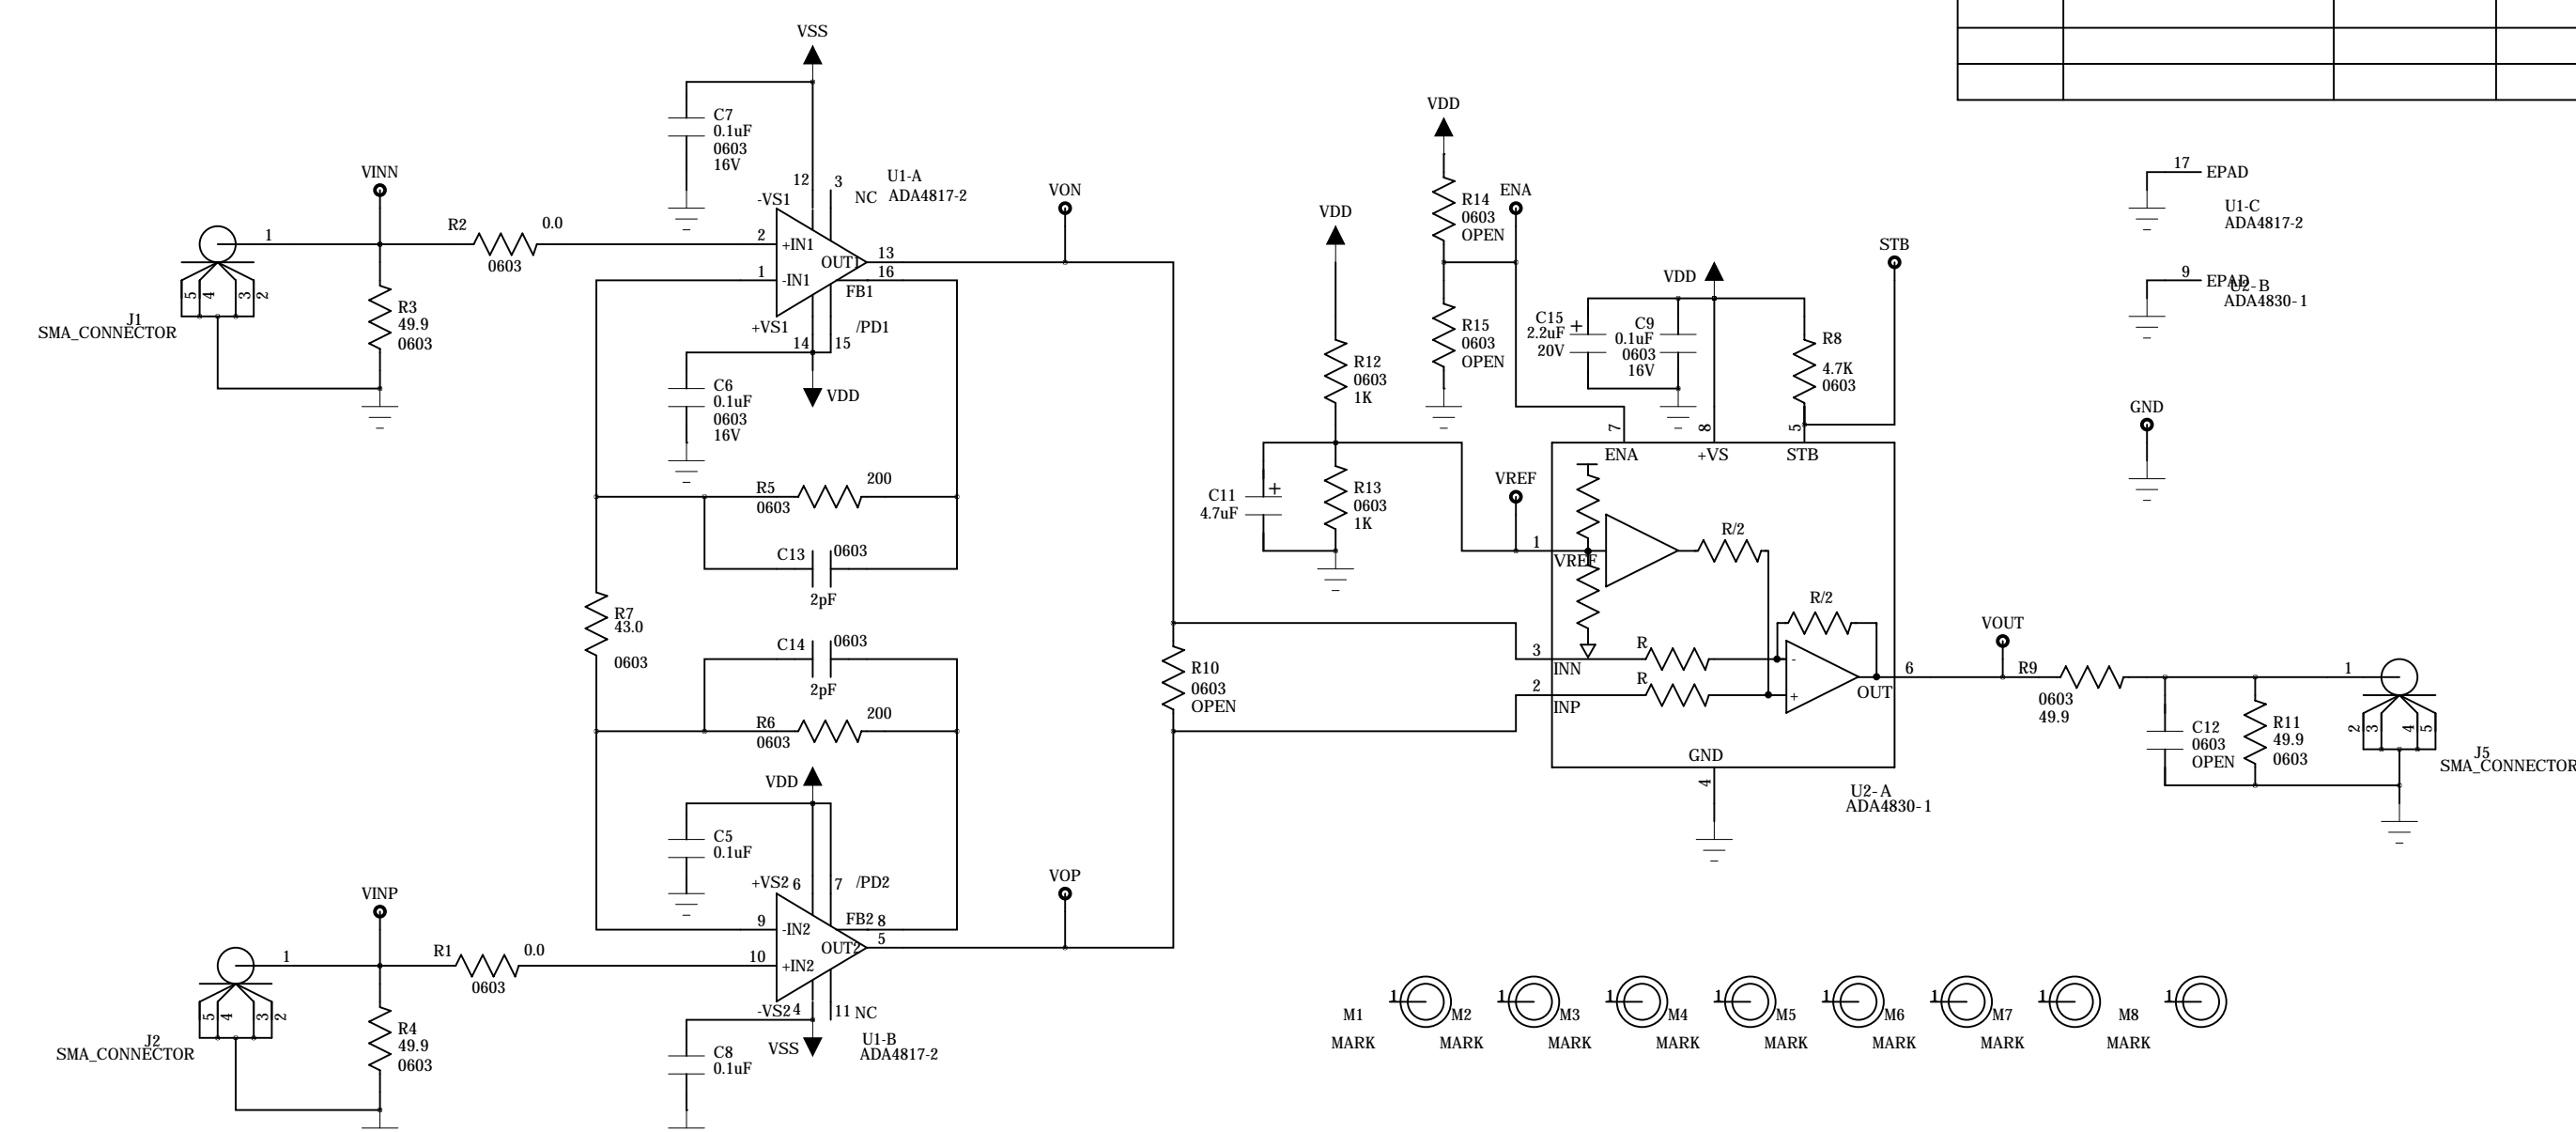 VSS
C7
0.1uF
0603
16V
VINN
R2
0.0
0603
1
J1
SMA_CONNECTOR
5
4
3
2
R3
49.9
0603
12
3
-VS1
NC
U1-A
ADA4817-2
2
+IN1
1
-IN1
OUT1
13
16
FB1
+VS1
/PD1
14
15
VDD
C6
0.1uF
0603
16V
VON
R5
0603
200
C13
0603
2pF
R7
43.0
0603
C14
0603
2pF
R6
0603
200
VDD
C5
0.1uF
+VS2
6
7
/PD2
9
-IN2
FB2
8
OUT2
5
10
+IN2
-VS2
4
11
NC
VSS
U1-B
ADA4817-2
C8
0.1uF
VOP
VINP
R1
0.0
0603
1
J2
SMA_CONNECTOR
5
4
3
2
R4
49.9
0603
R10
0603
OPEN
VDD
R12
0603
1K
C11
4.7uF
+
R13
0603
1K
VDD
R14
0603
OPEN
ENA
R15
0603
OPEN
VDD
C15
2.2uF
20V
+
C9
0.1uF
0603
16V
R8
4.7K
0603
STB
7
8
5
ENA
+VS
STB
VREF
1
VREF
R/2
R/2
3
INN
R
2
INP
R
-
+
OUT
6
GND
4
U2-A
ADA4830-1
VOUT
R9
0603
49.9
C12
0603
OPEN
R11
49.9
0603
1
2
3
4
5
J5
SMA_CONNECTOR
17
EPAD
U1-C
ADA4817-2
9
EPAD
U2-B
ADA4830-1
GND
1
1
1
1
1
1
1
1
M1
M2
M3
M4
M5
M6
M7
M8
MARK
MARK
MARK
MARK
MARK
MARK
MARK
MARK